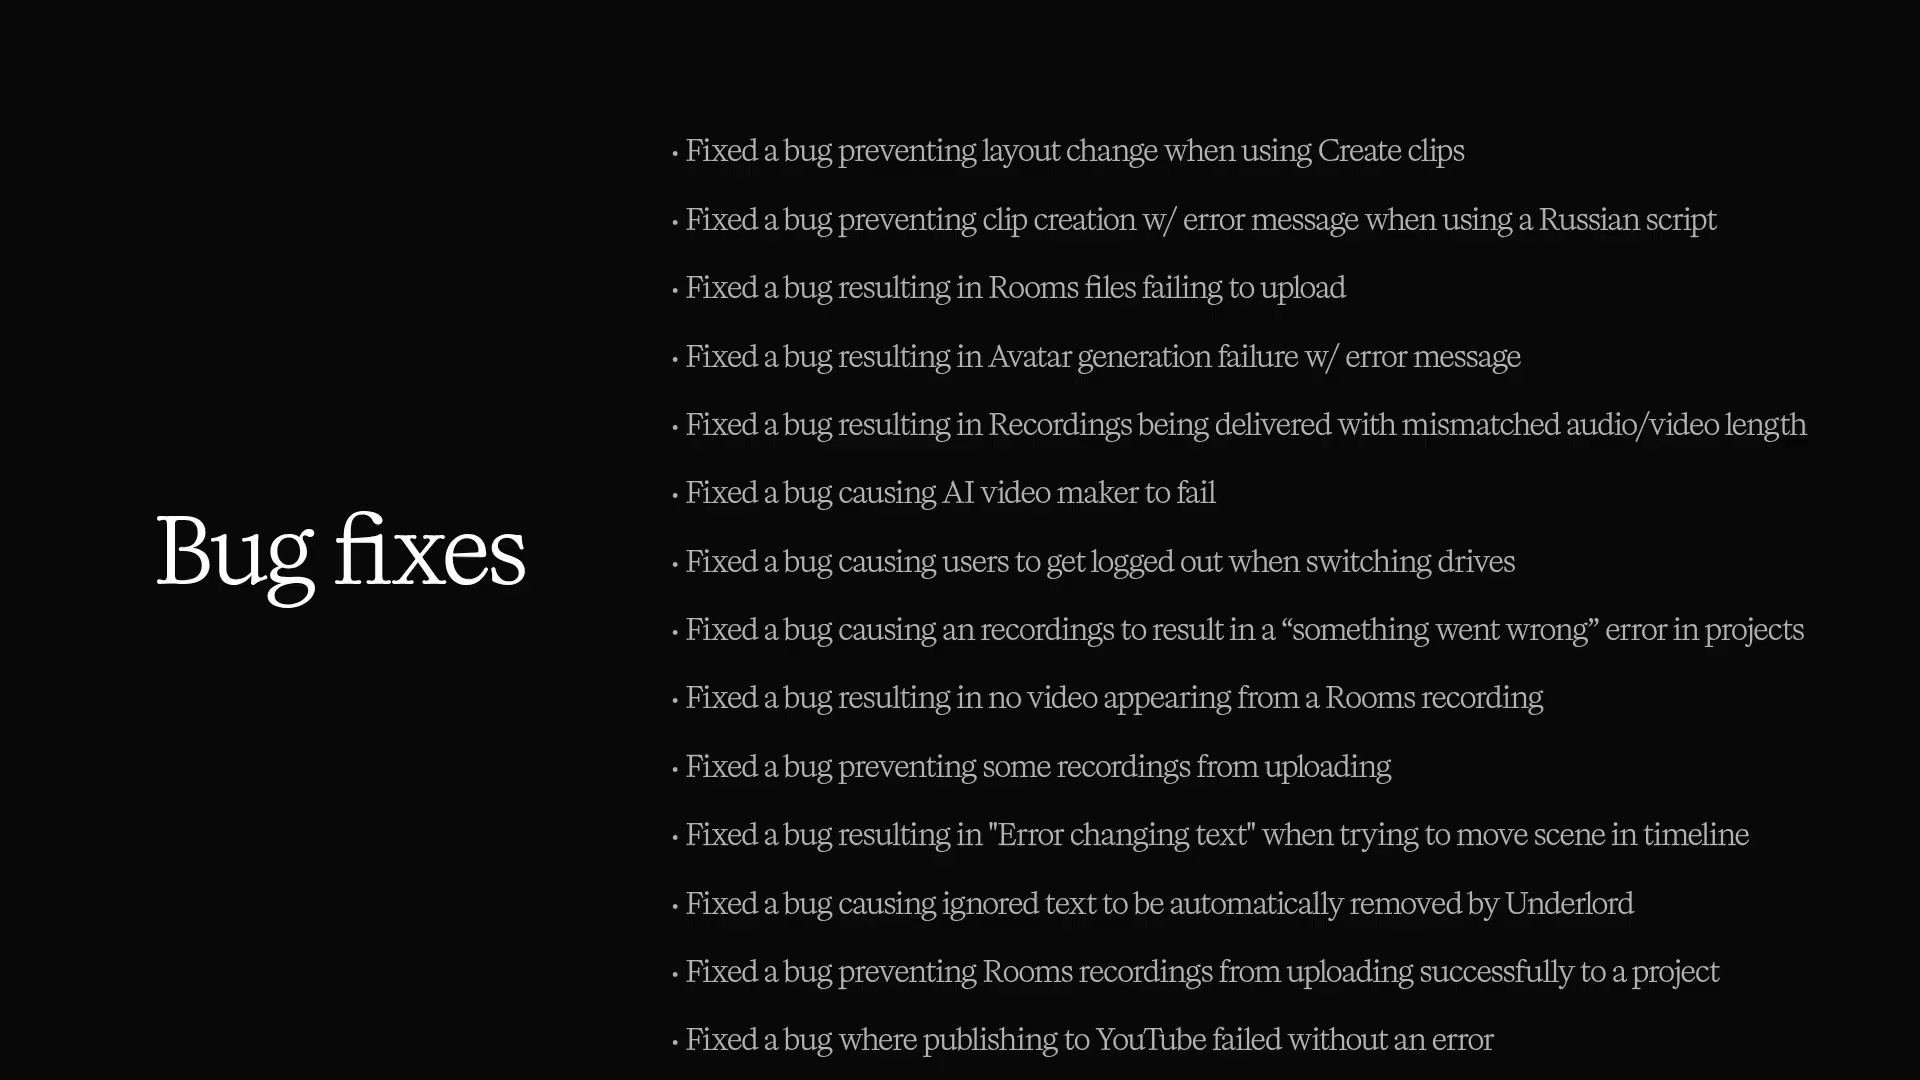 Bug fixes
• Fixed a bug preventing layout change when using Create clips
• Fixed a bug preventing clip creation w/ error message when using a Russian script
• Fixed a bug resulting in Rooms files failing to upload
• Fixed a bug resulting in Avatar generation failure w/ error message
• Fixed a bug resulting in Recordings being delivered with mismatched audio/video length
• Fixed a bug causing AI video maker to fail
• Fixed a bug causing users to get logged out when switching drives
• Fixed a bug causing an recordings to result in a “something went wrong” error in projects
• Fixed a bug resulting in no video appearing from a Rooms recording
• Fixed a bug preventing some recordings from uploading
• Fixed a bug resulting in "Error changing text" when trying to move scene in timeline
• Fixed a bug causing ignored text to be automatically removed by Underlord
• Fixed a bug preventing Rooms recordings from uploading successfully to a project
• Fixed a bug where publishing to YouTube failed without an error